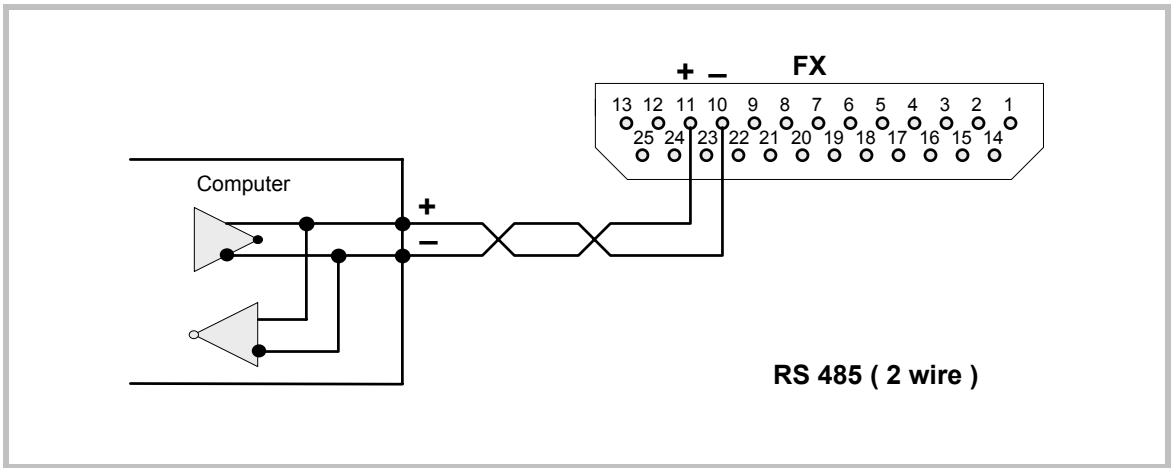 + – FX
13 12 11 10 9 8 7 6 5 4 3 2 1
25 24 23 22 21 20 19 18 17 16 15 14
Computer
+
–
RS 485 ( 2 wire )